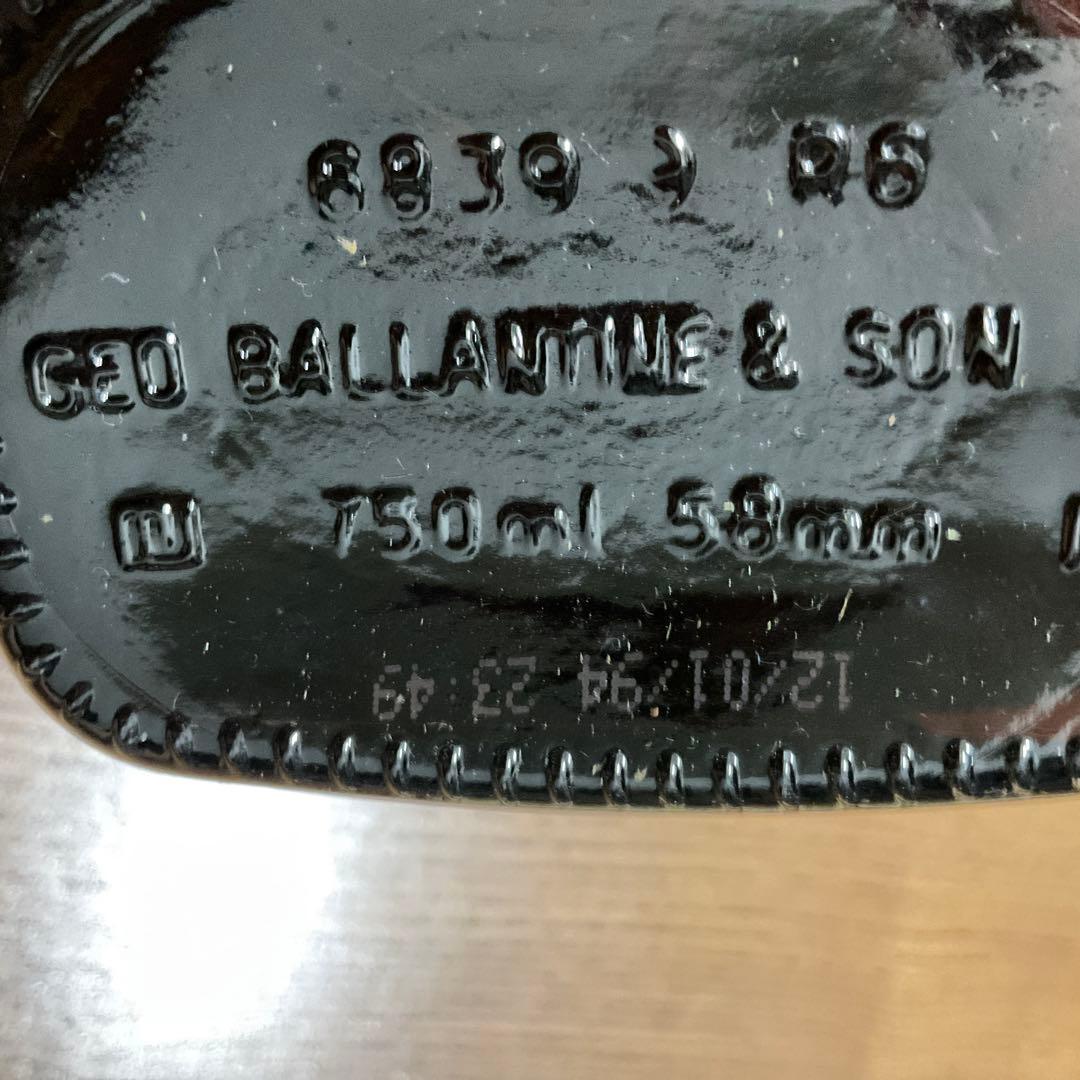 6839 R6
GEO BALLANTINE & SON
750ml 58mm
12/01/94 23:49